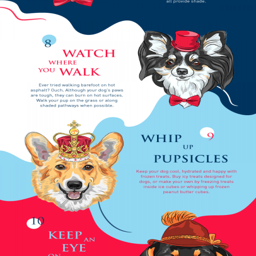 an provide shade.
8
WATCH
WHERE
YOU WALK
Ever tried walking barefoot on hot
asphalt? Ouch. Although your dog's paws
are tough, they can burn on hot surfaces.
Walk your pup on the grass or along
shaded pathways when possible.
9
WHIP UP
PUPSICLES
Keep your dog cool, hydrated and happy with
frozen treats. Buy icy treats designed for
dogs, or make your own by freezing treats
inside ice cubes or whipping up frozen
peanut butter cubes.
10
KEEP AN
EYE
ON